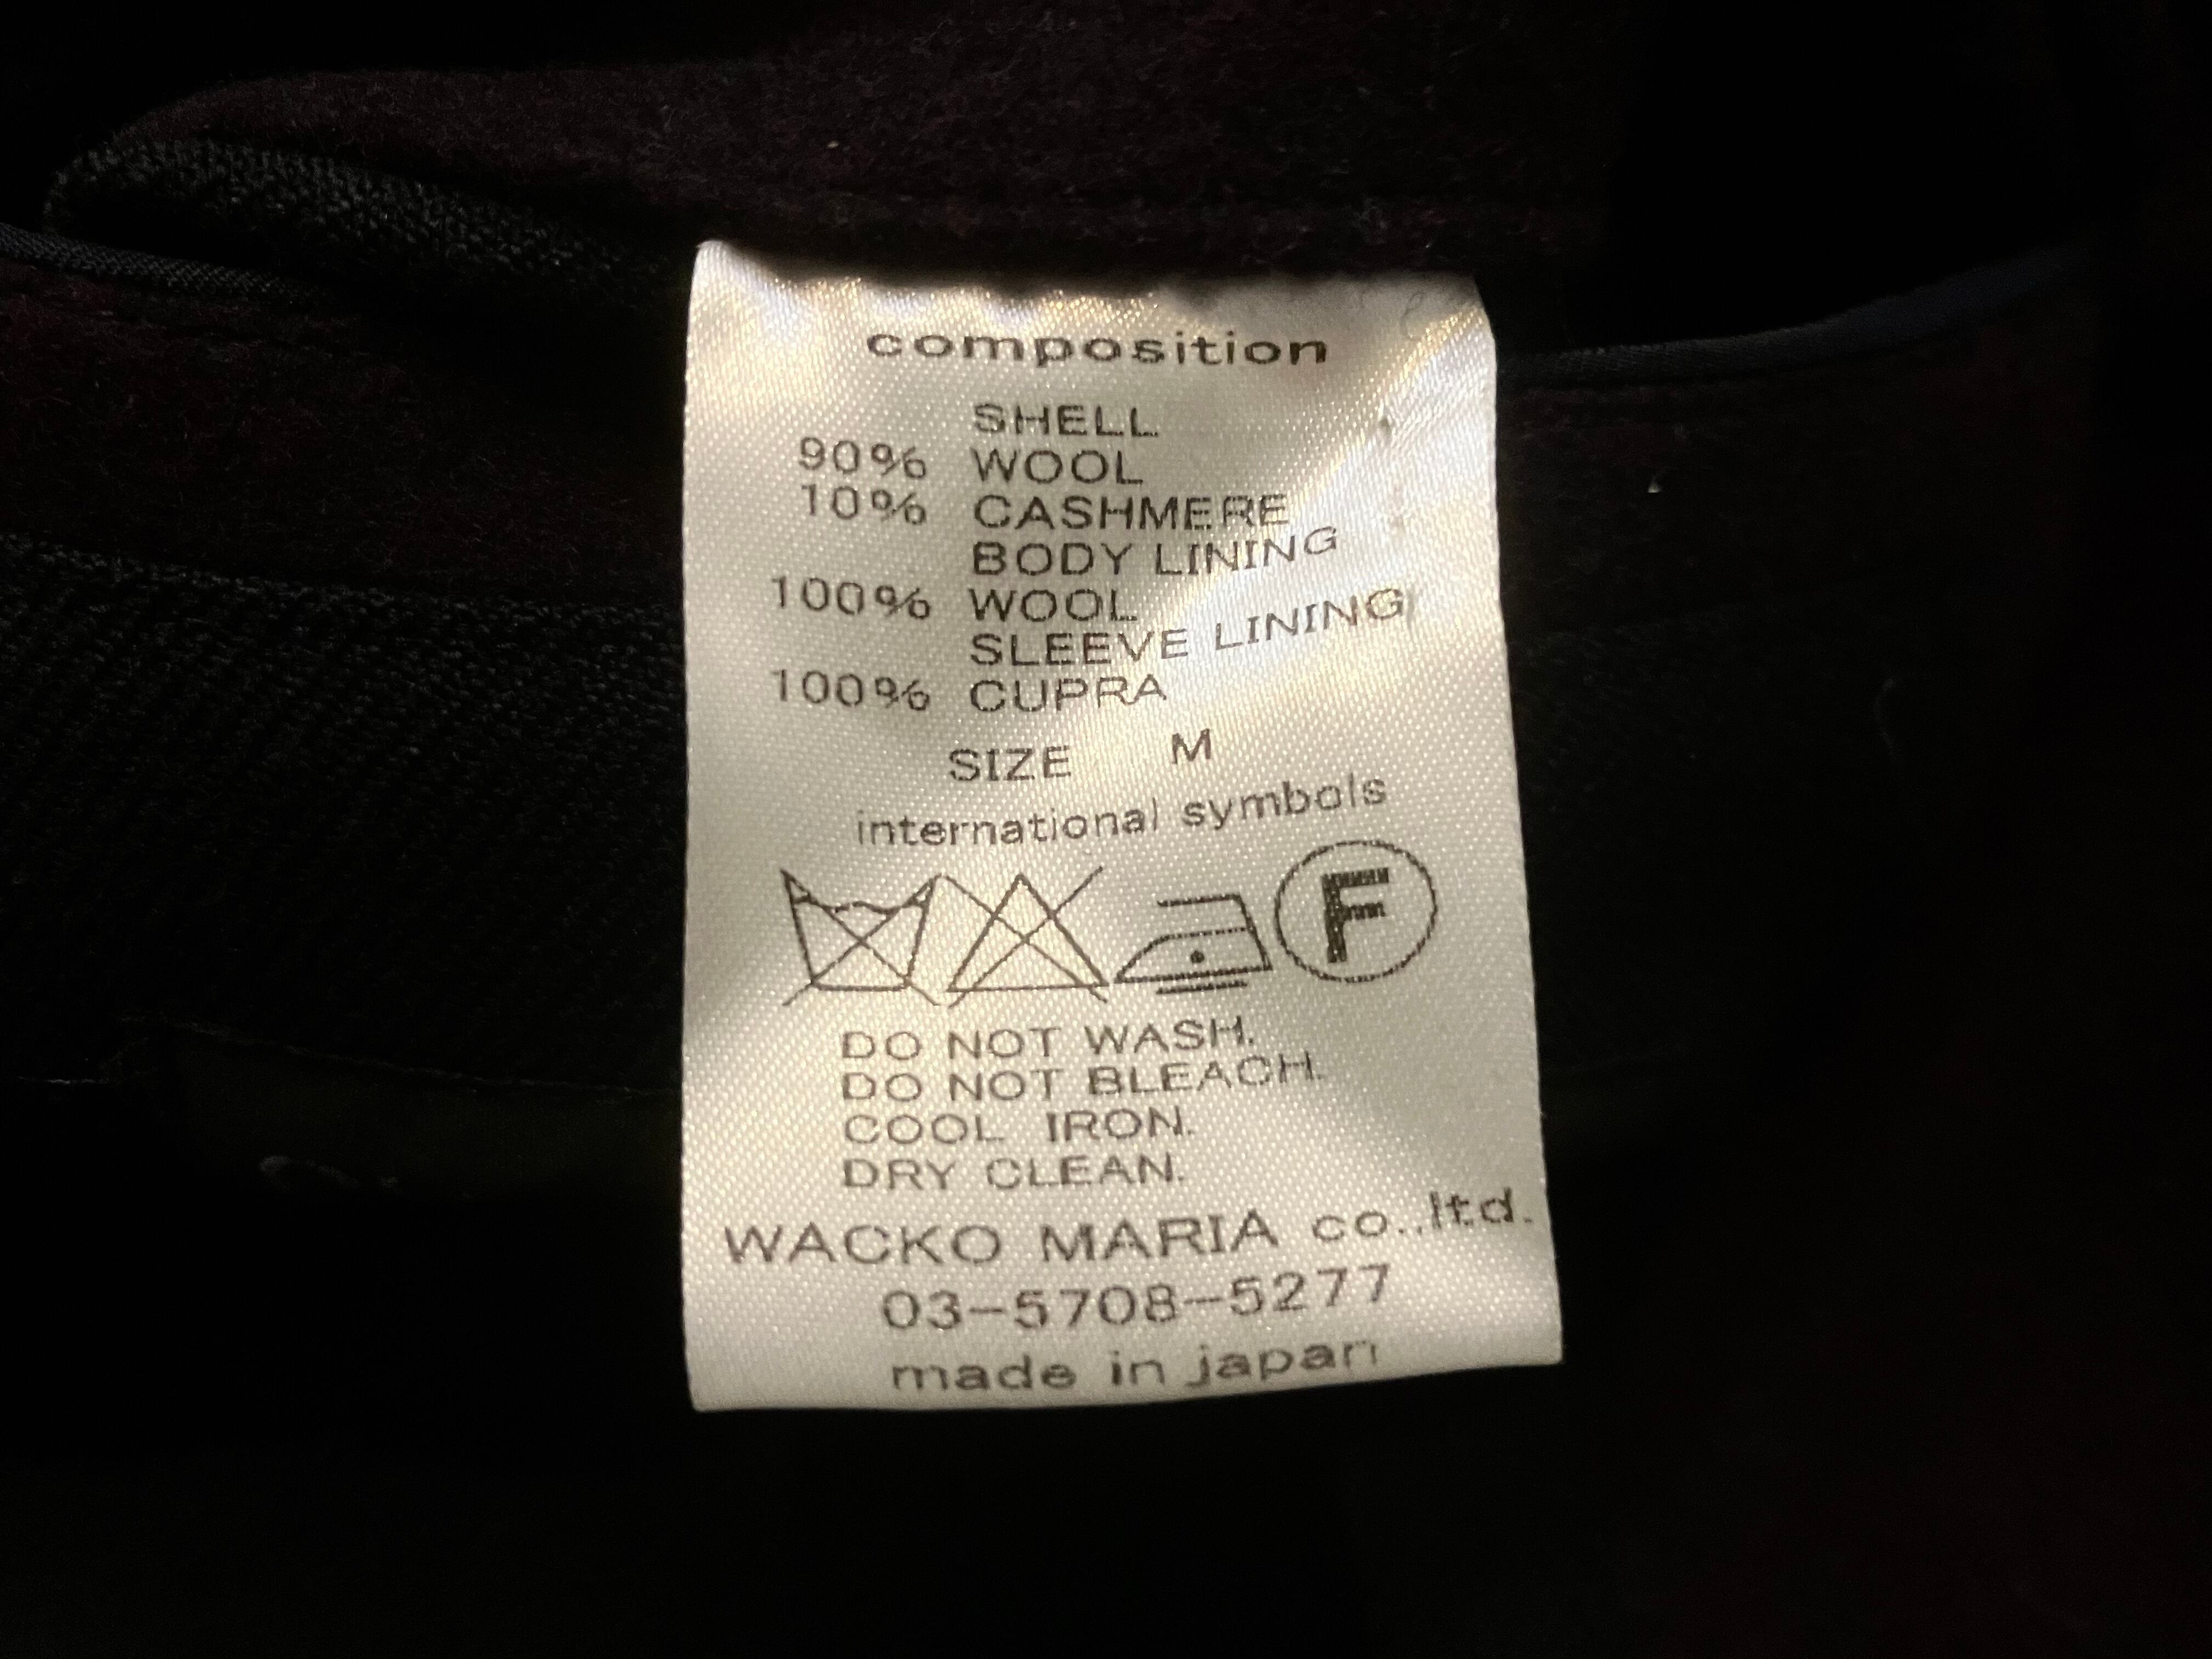 composition
SHELL
90% WOOL
10% CASHMERE
BODY LINING
100% WOOL
SLEEVE LINING
100% CUPRA
SIZE M
international symbols
F
DO NOT WASH.
DO NOT BLEACH.
COOL IRON.
DRY CLEAN.
WACKO MARIA co.,ltd.
03-5708-5277
made in japan